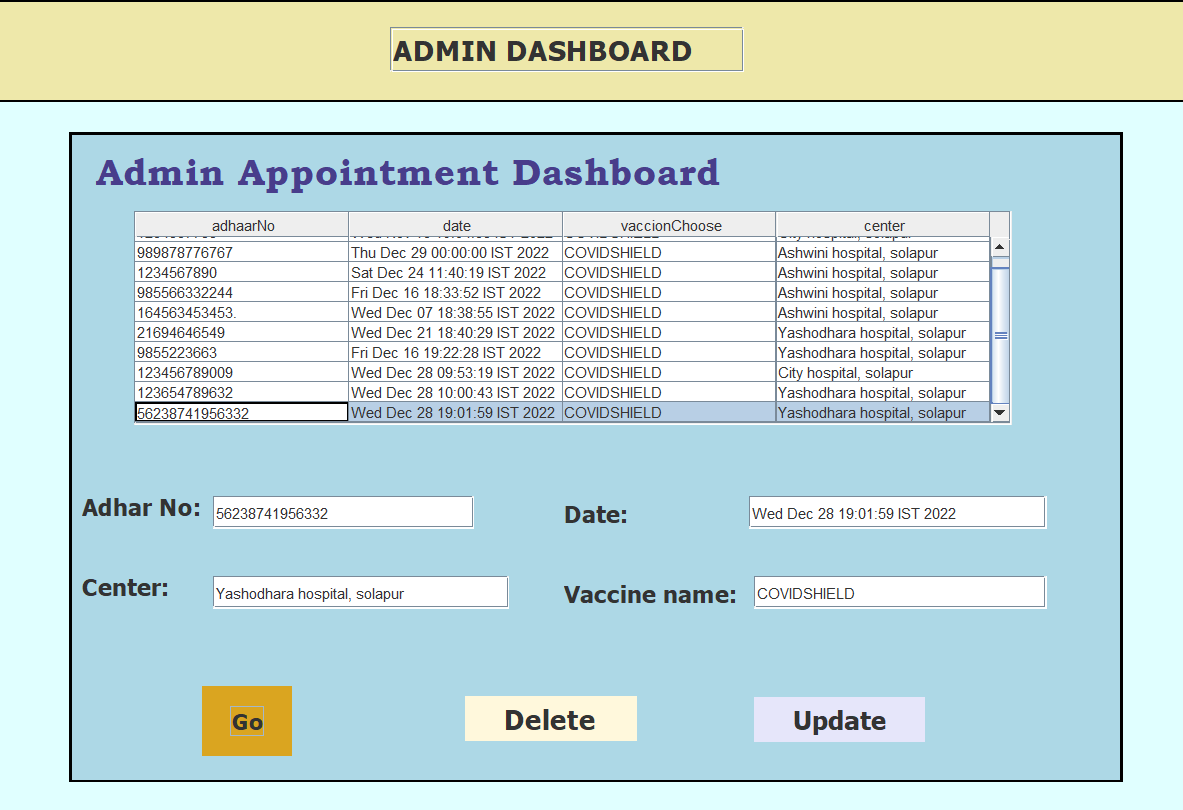 ADMIN DASHBOARD
Admin Appointment Dashboard
adhaarNo date vaccionChoose center
989878776767 Thu Dec 29 00:00:00 IST 2022 COVIDSHIELD Ashwini hospital, solapur
1234567890 Sat Dec 24 11:40:19 IST 2022 COVIDSHIELD Ashwini hospital, solapur
985566332244 Fri Dec 16 18:33:52 IST 2022 COVIDSHIELD Ashwini hospital, solapur
164563453453. Wed Dec 07 18:38:55 IST 2022 COVIDSHIELD Ashwini hospital, solapur
21694646549 Wed Dec 21 18:40:29 IST 2022 COVIDSHIELD Yashodhara hospital, solapur
9855223663 Fri Dec 16 19:22:28 IST 2022 COVIDSHIELD Yashodhara hospital, solapur
123456789009 Wed Dec 28 09:53:19 IST 2022 COVIDSHIELD City hospital, solapur
123654789632 Wed Dec 28 10:00:43 IST 2022 COVIDSHIELD Yashodhara hospital, solapur
56238741956332 Wed Dec 28 19:01:59 IST 2022 COVIDSHIELD Yashodhara hospital, solapur
Adhar No: 56238741956332 Date: Wed Dec 28 19:01:59 IST 2022
Center: Yashodhara hospital, solapur Vaccine name: COVIDSHIELD
Go Delete Update